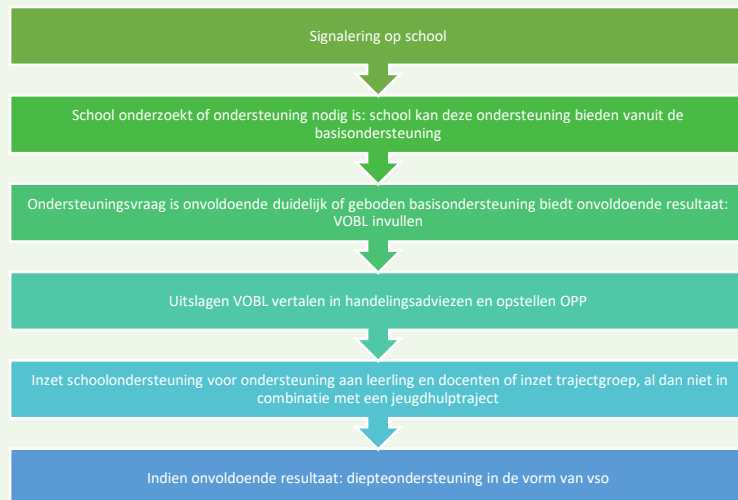 Signalering op school
School onderzoekt of ondersteuning nodig is: school kan deze ondersteuning bieden vanuit de
basisondersteuning
Ondersteuningsvraag is onvoldoende duidelijk of geboden basisondersteuning biedt onvoldoende resultaat:
VOBL invullen
Uitslagen VOBL vertalen in handelingsadviezen en opstellen OPP
Inzet schoolondersteuning voor ondersteuning aan leerling en docenten of inzet trajectgroep, al dan niet in
combinatie met een jeugdhulptraject
Indien onvoldoende resultaat: diepteondersteuning in de vorm van vso